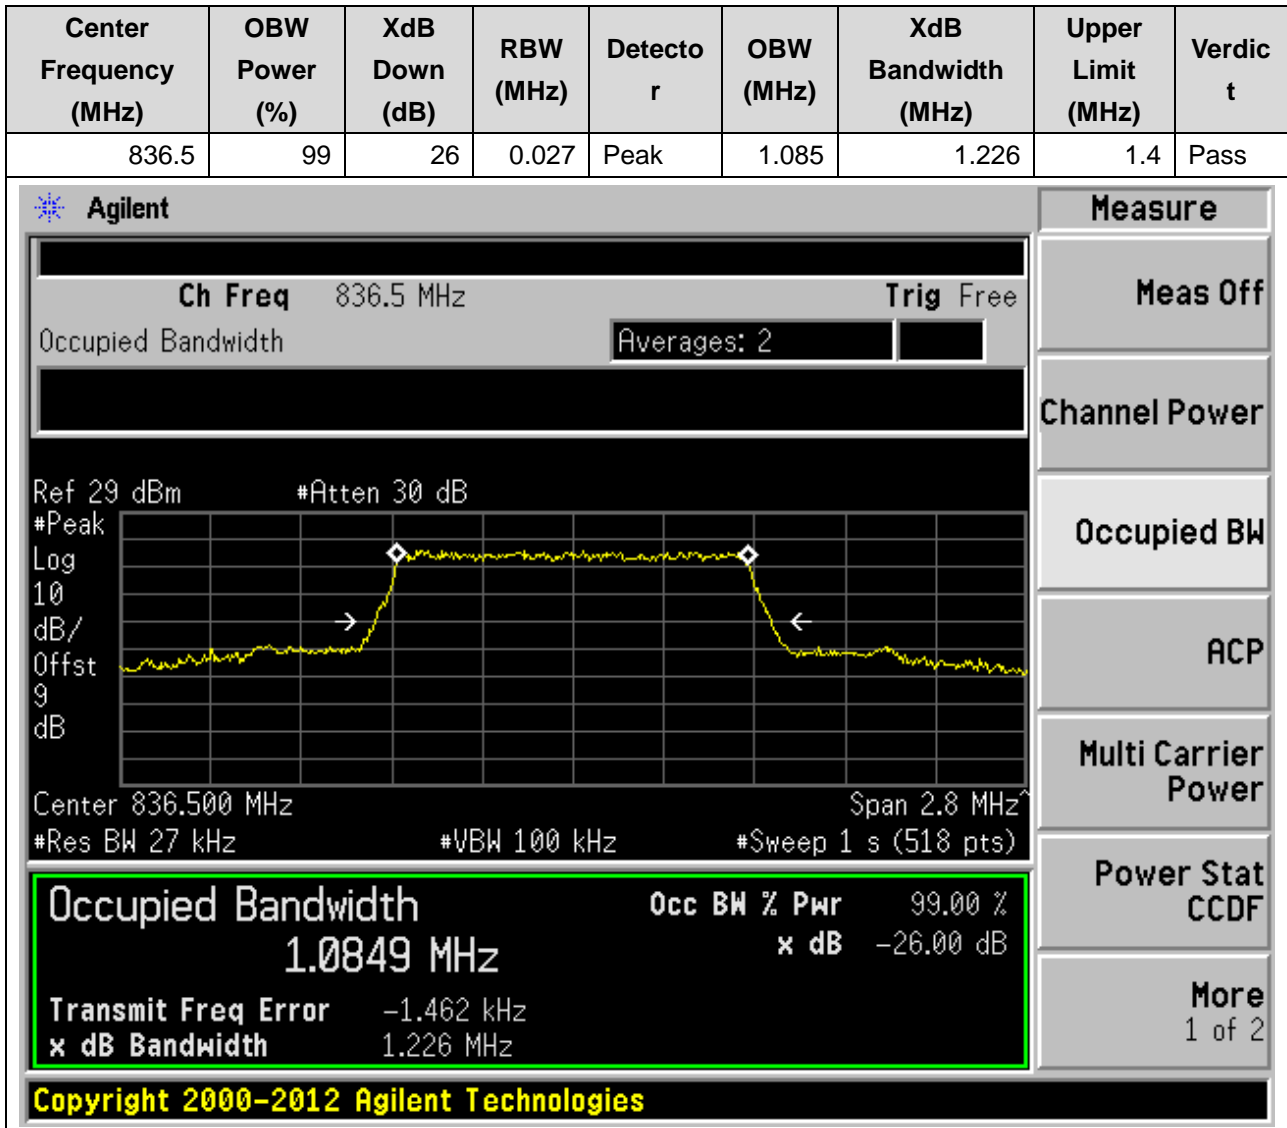 Center Frequency (MHz) OBW Power (%) XdB Down (dB) RBW (MHz) Detecto r OBW (MHz) XdB Bandwidth (MHz) Upper Limit (MHz) Verdic t
836.5 99 26 0.027 Peak 1.085 1.226 1.4 Pass
Agilent
Measure
Ch Freq 836.5 MHz Trig Free
Occupied Bandwidth Averages: 2
Meas Off
Channel Power
Occupied BW
ACP
Multi Carrier
Power
Power Stat
CCDF
More
1 of 2
Ref 29 dBm #Atten 30 dB
#Peak
Log
10
dB/
Offst
9
dB
Center 836.500 MHz Span 2.8 MHz^
#Res BW 27 kHz #VBW 100 kHz #Sweep 1 s (518 pts)
Occupied Bandwidth Occ BW % Pwr 99.00 %
1.0849 MHz x dB -26.00 dB
Transmit Freq Error -1.462 kHz
x dB Bandwidth 1.226 MHz
Copyright 2000-2012 Agilent Technologies